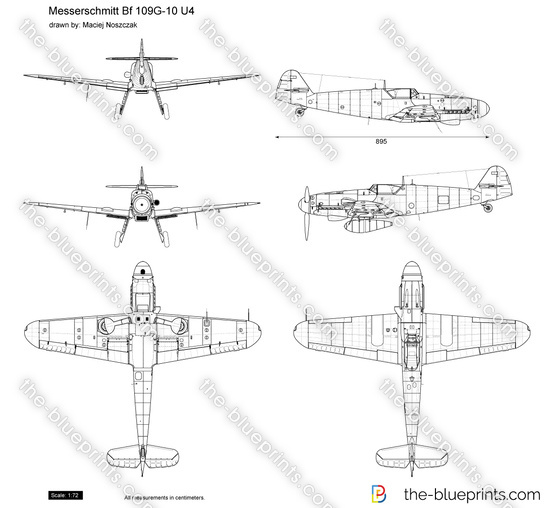 Messerschmitt Bf 109G-10 U4
drawn by: Maciej Noszczak
895
Scale: 1:72
All measurements in centimeters.
the-blueprints.com
the-blueprints.com
the-blueprints.com
the-blueprints.com
the-blueprints.com
the-blueprints.com
the-blueprints.com
the-blueprints.com
the-blueprints.com